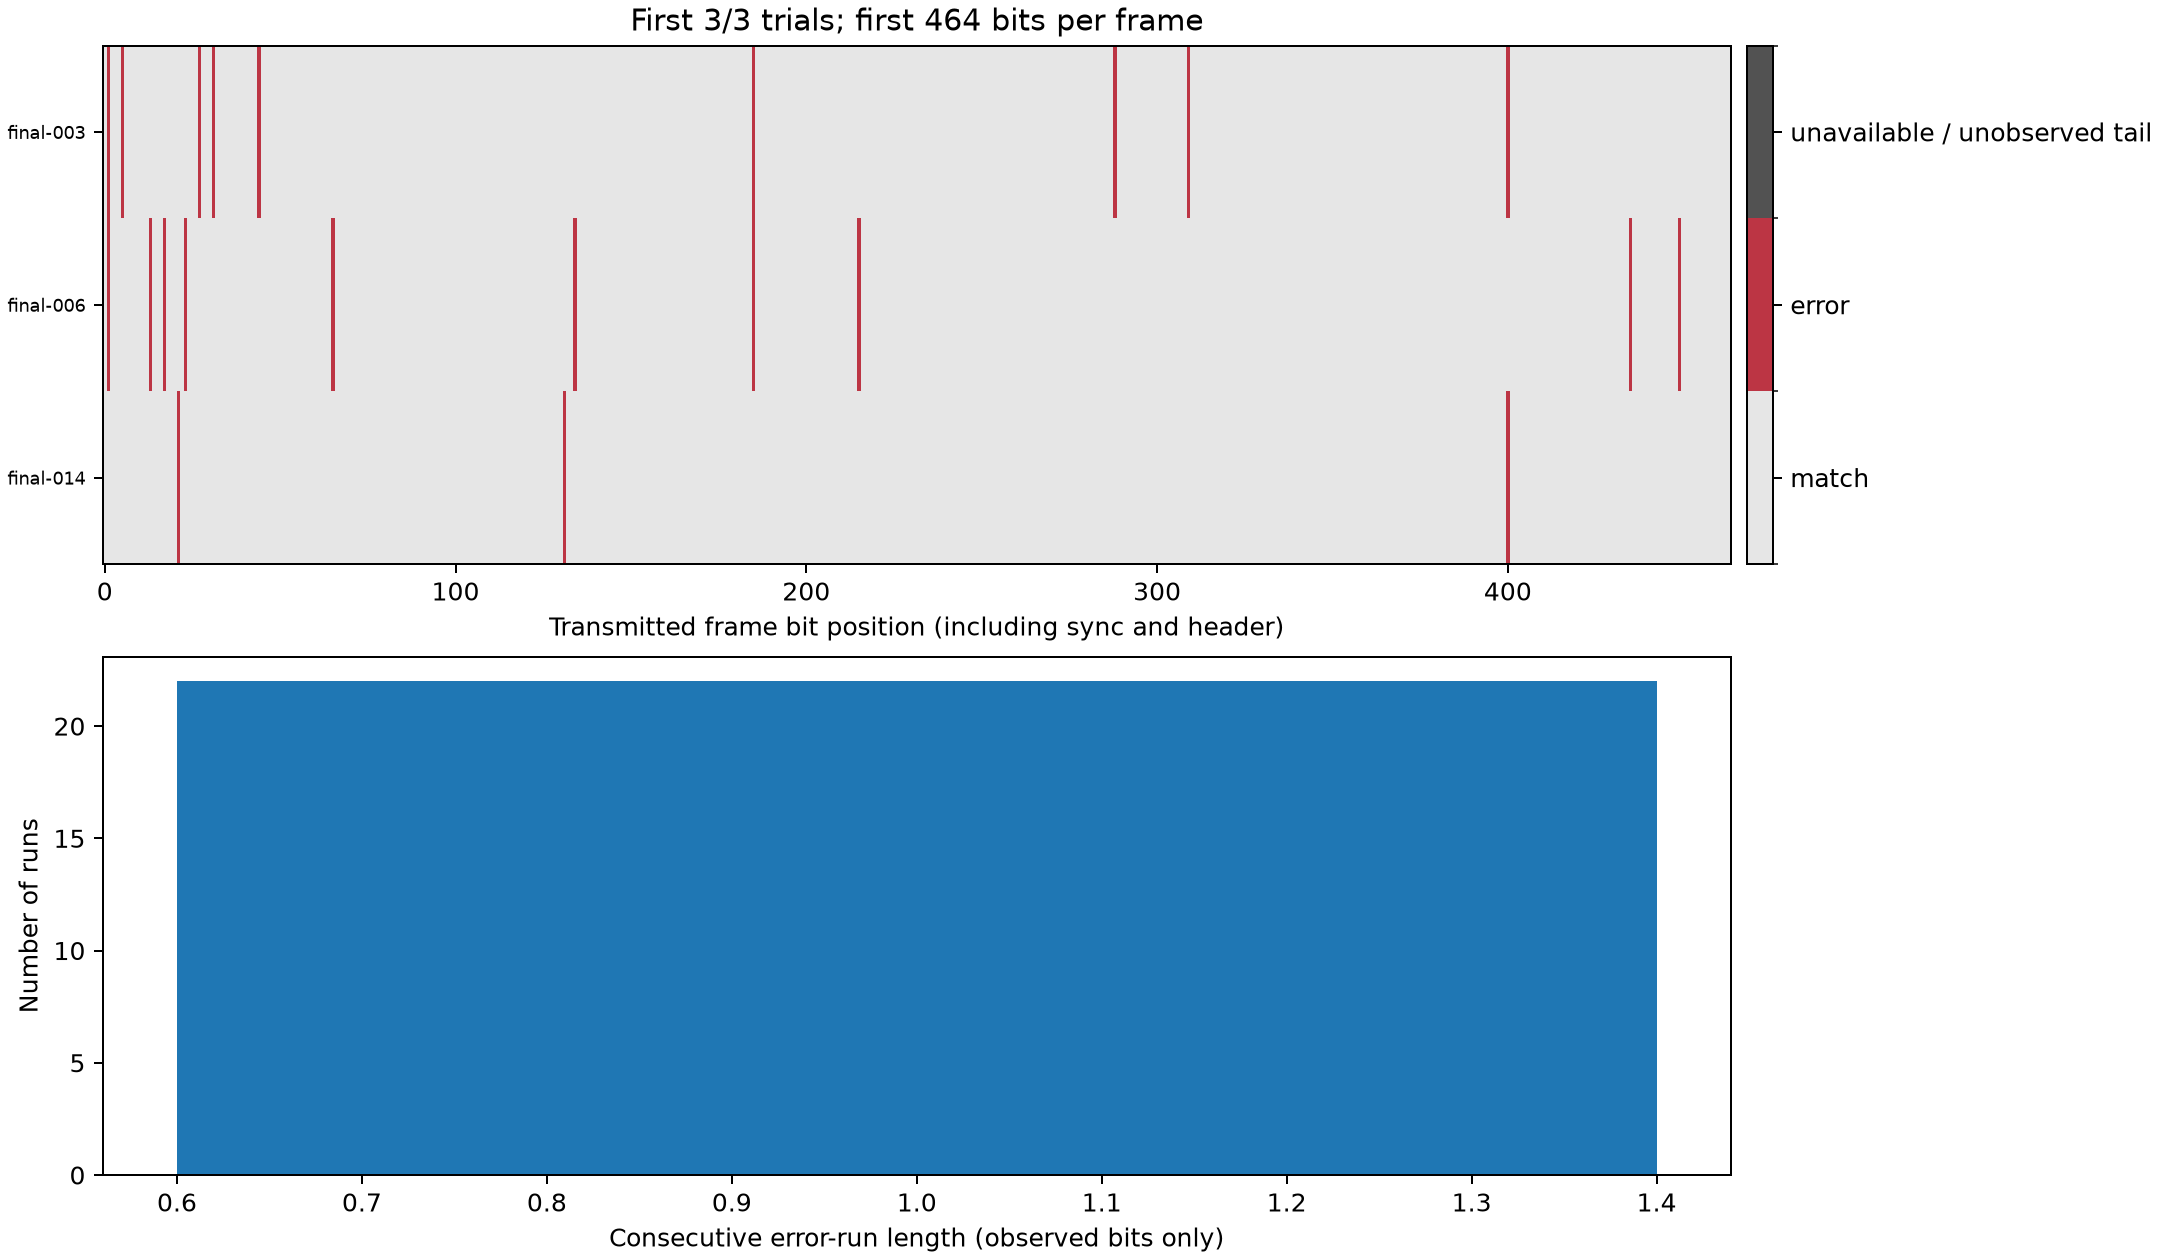 First 3/3 trials; first 464 bits per frame
final-003
final-006
final-014
unavailable / unobserved tail
error
match
0 100 200 300 400
Transmitted frame bit position (including sync and header)
20
15
10
5
0
Number of runs
0.6 0.7 0.8 0.9 1.0 1.1 1.2 1.3 1.4
Consecutive error-run length (observed bits only)